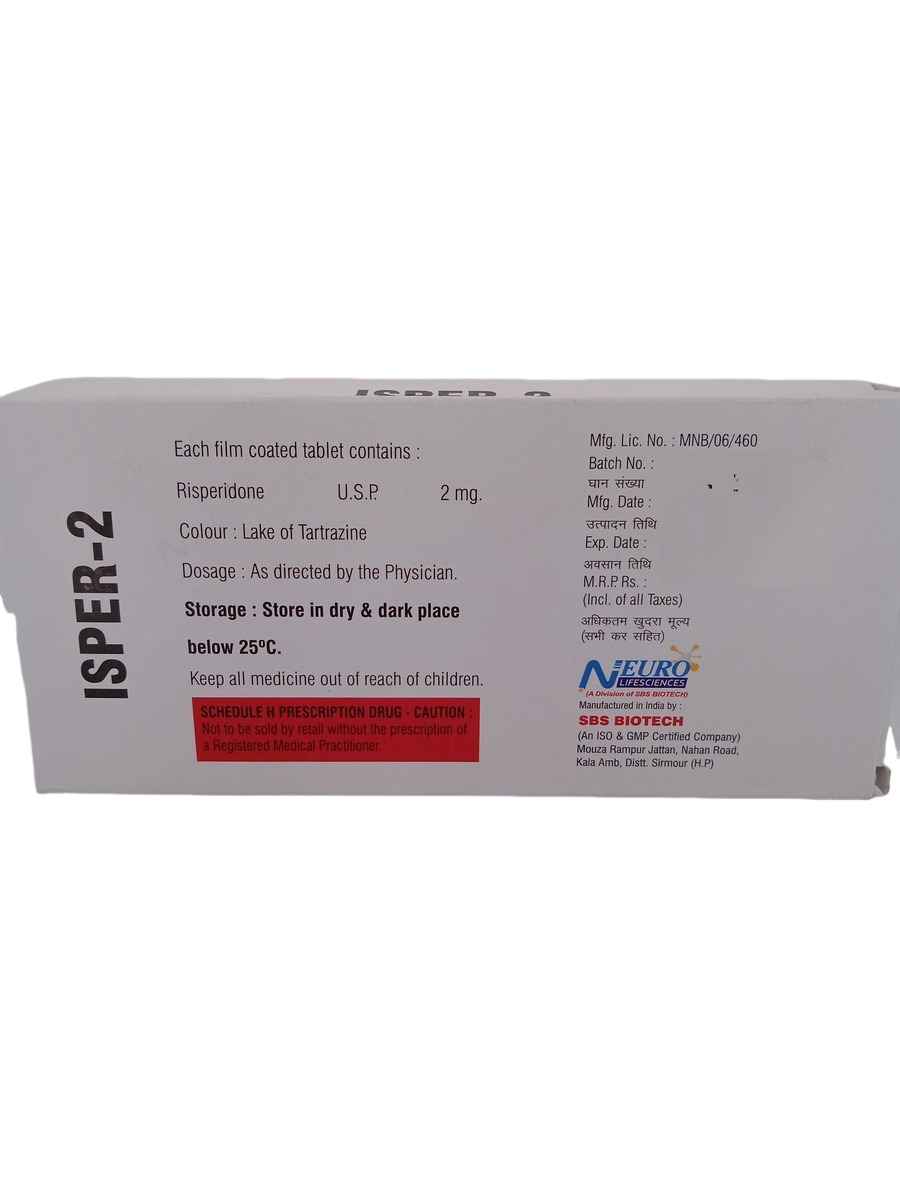 ISPER-2
ISPER-2
Each film coated tablet contains :
Risperidone U.S.P. 2 mg.
Colour : Lake of Tartrazine
Dosage : As directed by the Physician.
Storage : Store in dry & dark place
below 25ºC.
Keep all medicine out of reach of children.
SCHEDULE H PRESCRIPTION DRUG - CAUTION :
Not to be sold by retail without the prescription of
a Registered Medical Practitioner.
Mfg. Lic. No. : MNB/06/460
Batch No. :
घान संख्या
Mfg. Date :
उत्पादन तिथि
Exp. Date :
अवसान तिथि
M.R.P. Rs. :
(Incl. of all Taxes)
अधिकतम खुदरा मूल्य
(सभी कर सहित)
NEURO
LIFESCIENCES
(A Division of SBS BIOTECH)
Manufactured in India by :
SBS BIOTECH
(An ISO & GMP Certified Company)
Mouza Rampur Jattan, Nahan Road,
Kala Amb, Distt. Sirmour (H.P)